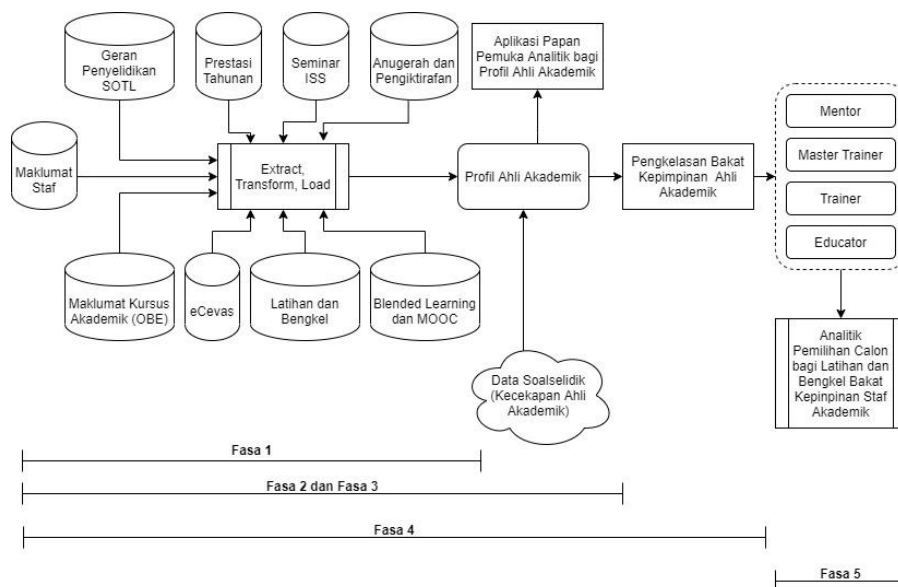 Geran
Penyelidikan
SOTL
Prestasi
Tahunan
Seminar
ISS
Anugerah dan
Pengiktirafan
Aplikasi Papan
Pemuka Analitik bagi
Profil Ahli Akademik
Maklumat
Staf
Extract,
Transform, Load
Profil Ahli Akademik
Pengkelasan Bakat
Kepimpinan Ahli
Akademik
Mentor
Master Trainer
Trainer
Educator
Maklumat Kursus
Akademik (OBE)
eCevas
Latihan dan
Bengkel
Blended Learning
dan MOOC
Data Soalselidik
(Kecekapan Ahli
Akademik)
Analitik
Pemilihan Calon
bagi Latihan dan
Bengkel Bakat
Kepinpinan Staf
Akademik
Fasa 1
Fasa 2 dan Fasa 3
Fasa 4
Fasa 5